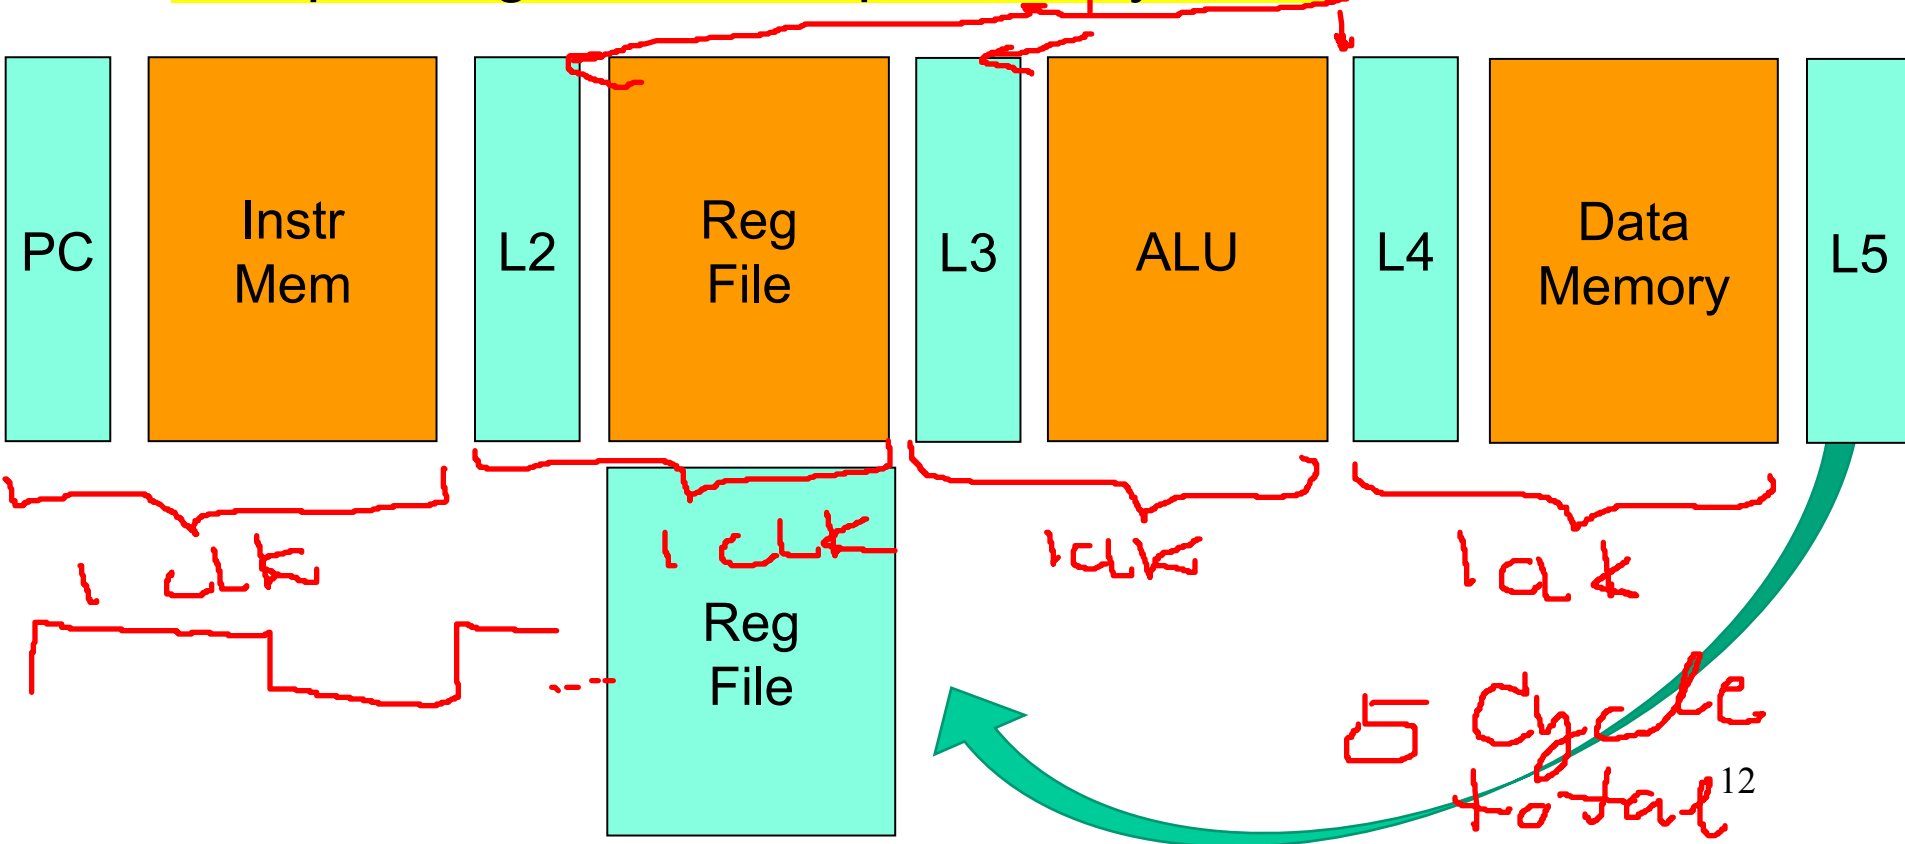 PC
Instr
Mem
L2
Reg
File
L3
ALU
L4
Data
Memory
L5
1 CLK
1 CLK
1 CLK
1 CLK
Reg
File
5 Cycle
total
12